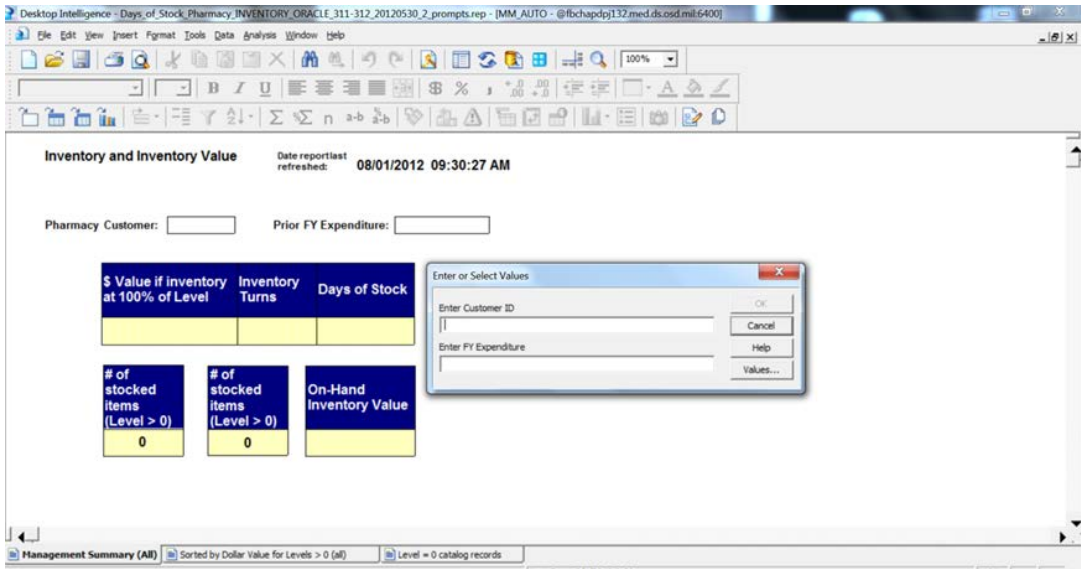 Desktop Intelligence - Days_of_Stock_Pharmacy_INVENTORY_ORACLE_311-312_20120530_2_prompts.rep - [MM_AUTO - @fbchapdpj132.med.ds.osd.mil:6400]
File Edit View Insert Format Tools Data Analysis Window Help
100%
B I U $ % , .0 .00 A
Σ n a-b
Inventory and Inventory Value
Date reportlast
refreshed: 08/01/2012 09:30:27 AM
Pharmacy Customer:
Prior FY Expenditure:
$ Value if inventory
at 100% of Level
Inventory
Turns
Days of Stock
# of
stocked
items
(Level > 0)
0
# of
stocked
items
(Level > 0)
0
On-Hand
Inventory Value
Enter or Select Values
Enter Customer ID
Enter FY Expenditure
OK
Cancel
Help
Values...
Management Summary (All)
Sorted by Dollar Value for Levels > 0 (all)
Level = 0 catalog records